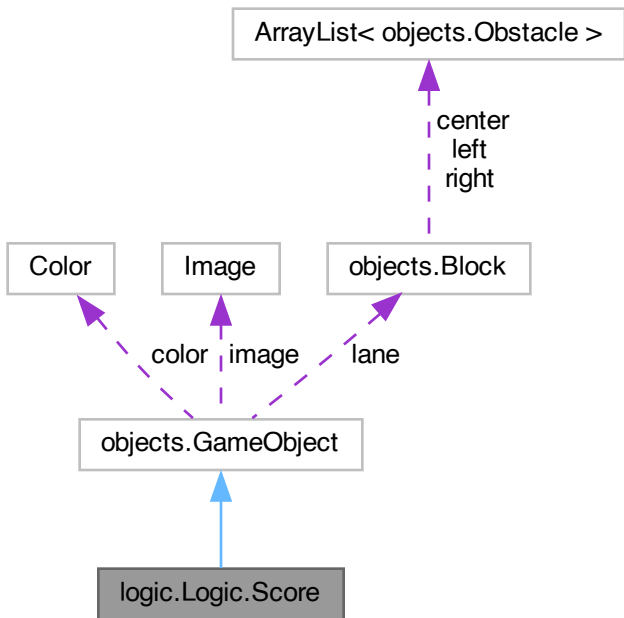 ArrayList< objects.Obstacle >
center
left
right
Color
Image
objects.Block
color
image
lane
objects.GameObject
logic.Logic.Score